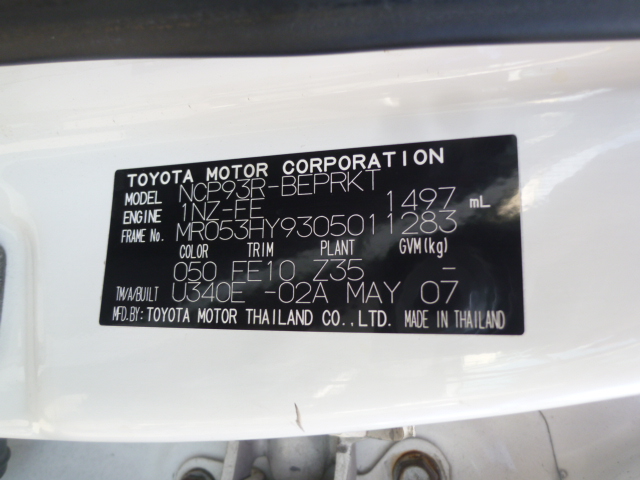 TOYOTA MOTOR CORPORATION
MODEL NCP93R-BEPRKT
ENGINE 1NZ-FE 1497 mL
FRAME No. MR053HY9305011283
COLOR TRIM PLANT GVM(kg)
050 FE10 Z35 -
TM/A/BUILT U340E -02A MAY 07
MFD.BY:TOYOTA MOTOR THAILAND CO.,LTD. MADE IN THAILAND